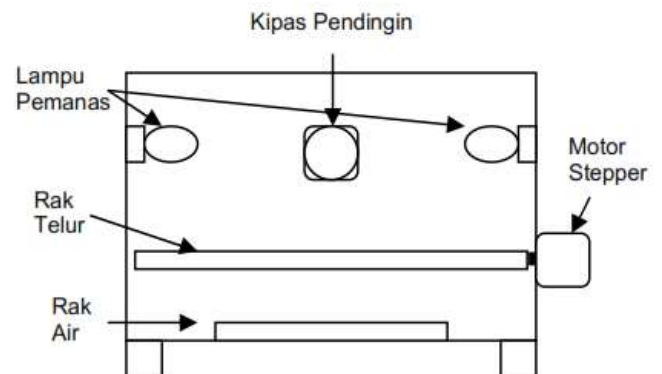 Kipas Pendingin
Lampu
Pemanas
Motor
Stepper
Rak
Telur
Rak
Air